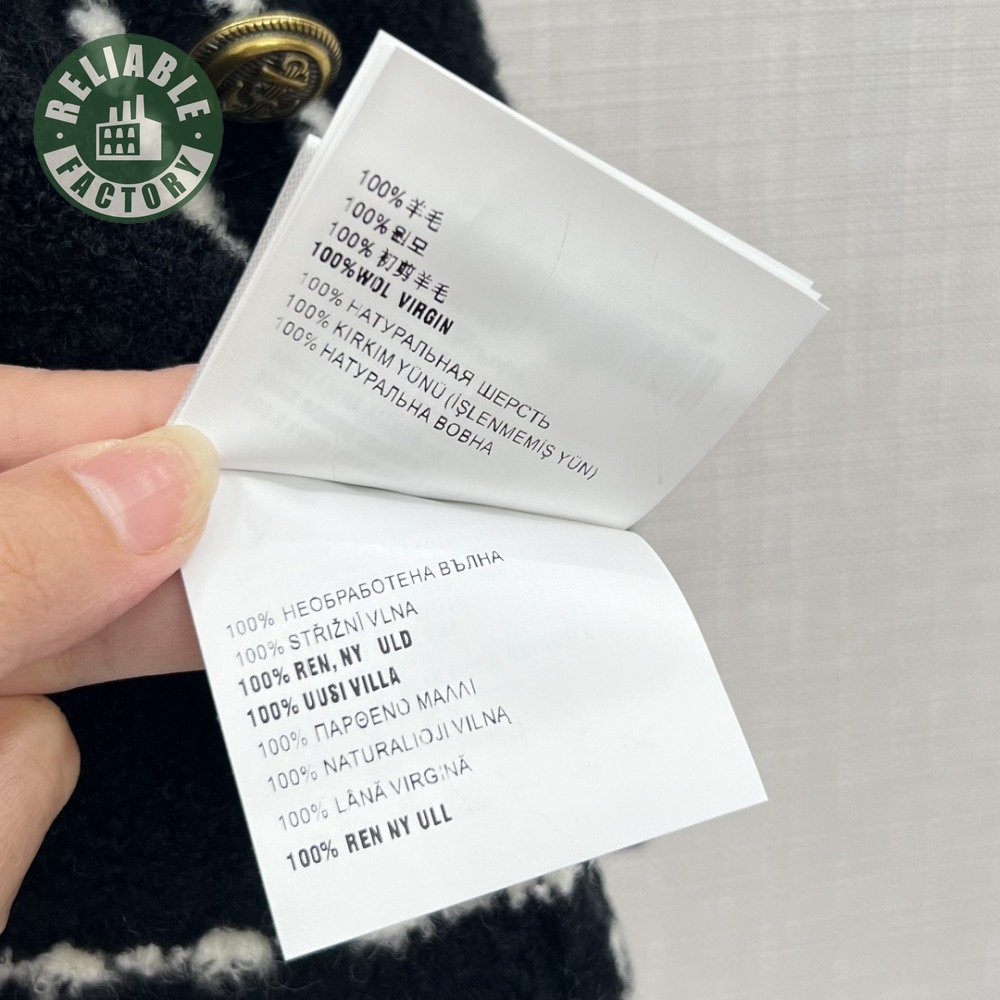 RELIABLE
FACTORY
100%羊毛
100%윈모
100%初剪羊毛
100%WOL VIRGIN
100% НАТУРАЛЬНАЯ ШЕРСТЬ
100% KIRKIM YÜNÜ (İŞLENMEMİŞ YÜN)
100% НАТУРАЛЬНА ВОВНА
100% НЕОБРАБОТЕНА ВЪЛНА
100% STŘIŽNÍ VLNA
100% REN, NY ULD
100% UUSI VILLA
100% ΠΑΡΘΕΝΟ ΜΑΛΛΙ
100% NATURALIOJI VILNA
100% LÂNĂ VIRGINĂ
100% REN NY ULL